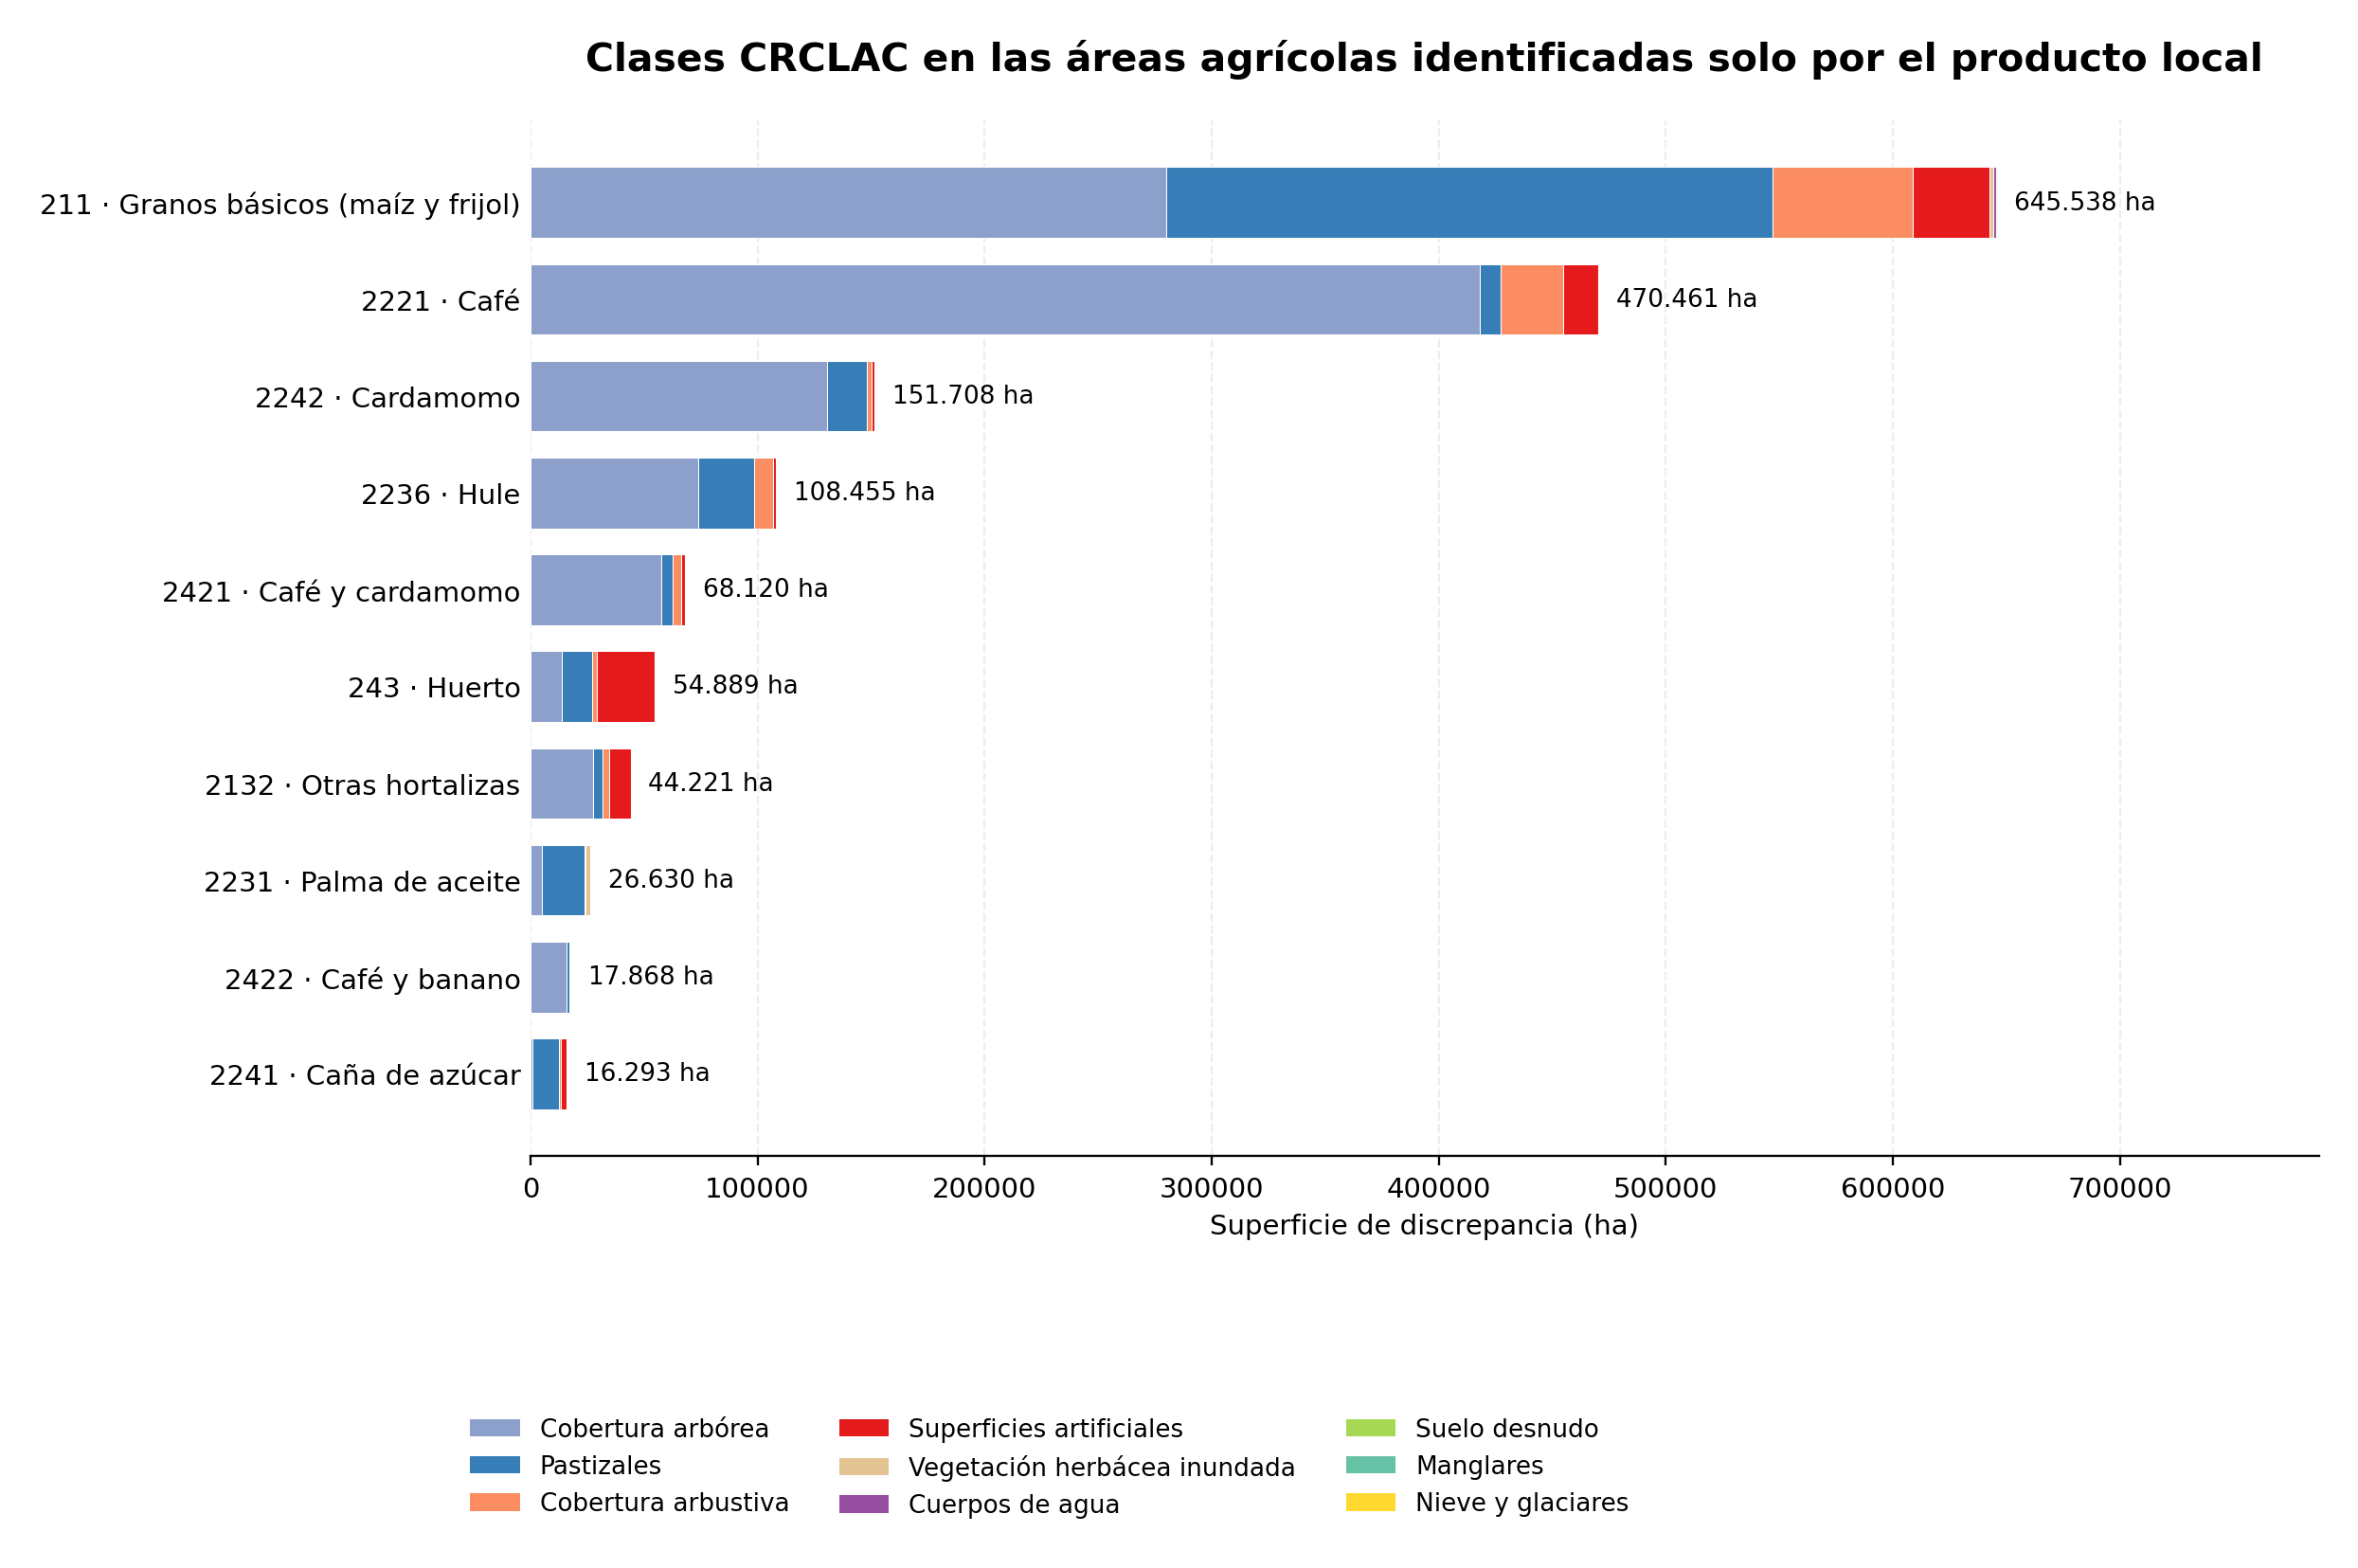 Clases CRCLAC en las áreas agrícolas identificadas solo por el producto local
211 · Granos básicos (maíz y frijol)
645.538 ha
2221 · Café
470.461 ha
2242 · Cardamomo
151.708 ha
2236 · Hule
108.455 ha
2421 · Café y cardamomo
68.120 ha
243 · Huerto
54.889 ha
2132 · Otras hortalizas
44.221 ha
2231 · Palma de aceite
26.630 ha
2422 · Café y banano
17.868 ha
2241 · Caña de azúcar
16.293 ha
0 100000 200000 300000 400000 500000 600000 700000
Superficie de discrepancia (ha)
Cobertura arbórea
Pastizales
Cobertura arbustiva
Superficies artificiales
Vegetación herbácea inundada
Cuerpos de agua
Suelo desnudo
Manglares
Nieve y glaciares